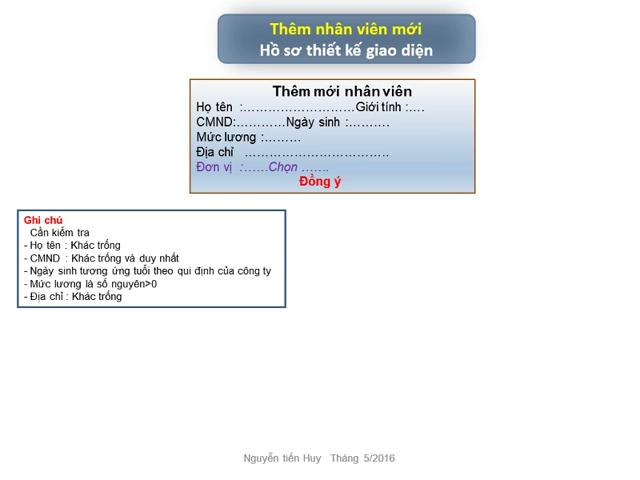 Thêm nhân viên mới
Hồ sơ thiết kế giao diện
Thêm mới nhân viên
Họ tên :………………………Giới tính :….
CMND:…………Ngày sinh :……….
Mức lương :………
Địa chỉ ……………………………..
Đơn vị :……Chọn …….
Đồng ý
Ghi chú
Cần kiểm tra
- Họ tên : Khác trống
- CMND : Khác trống và duy nhất
- Ngày sinh tương ứng tuổi theo qui định của công ty
- Mức lương là số nguyên>0
- Địa chỉ : Khác trống
Nguyễn tiến Huy Tháng 5/2016